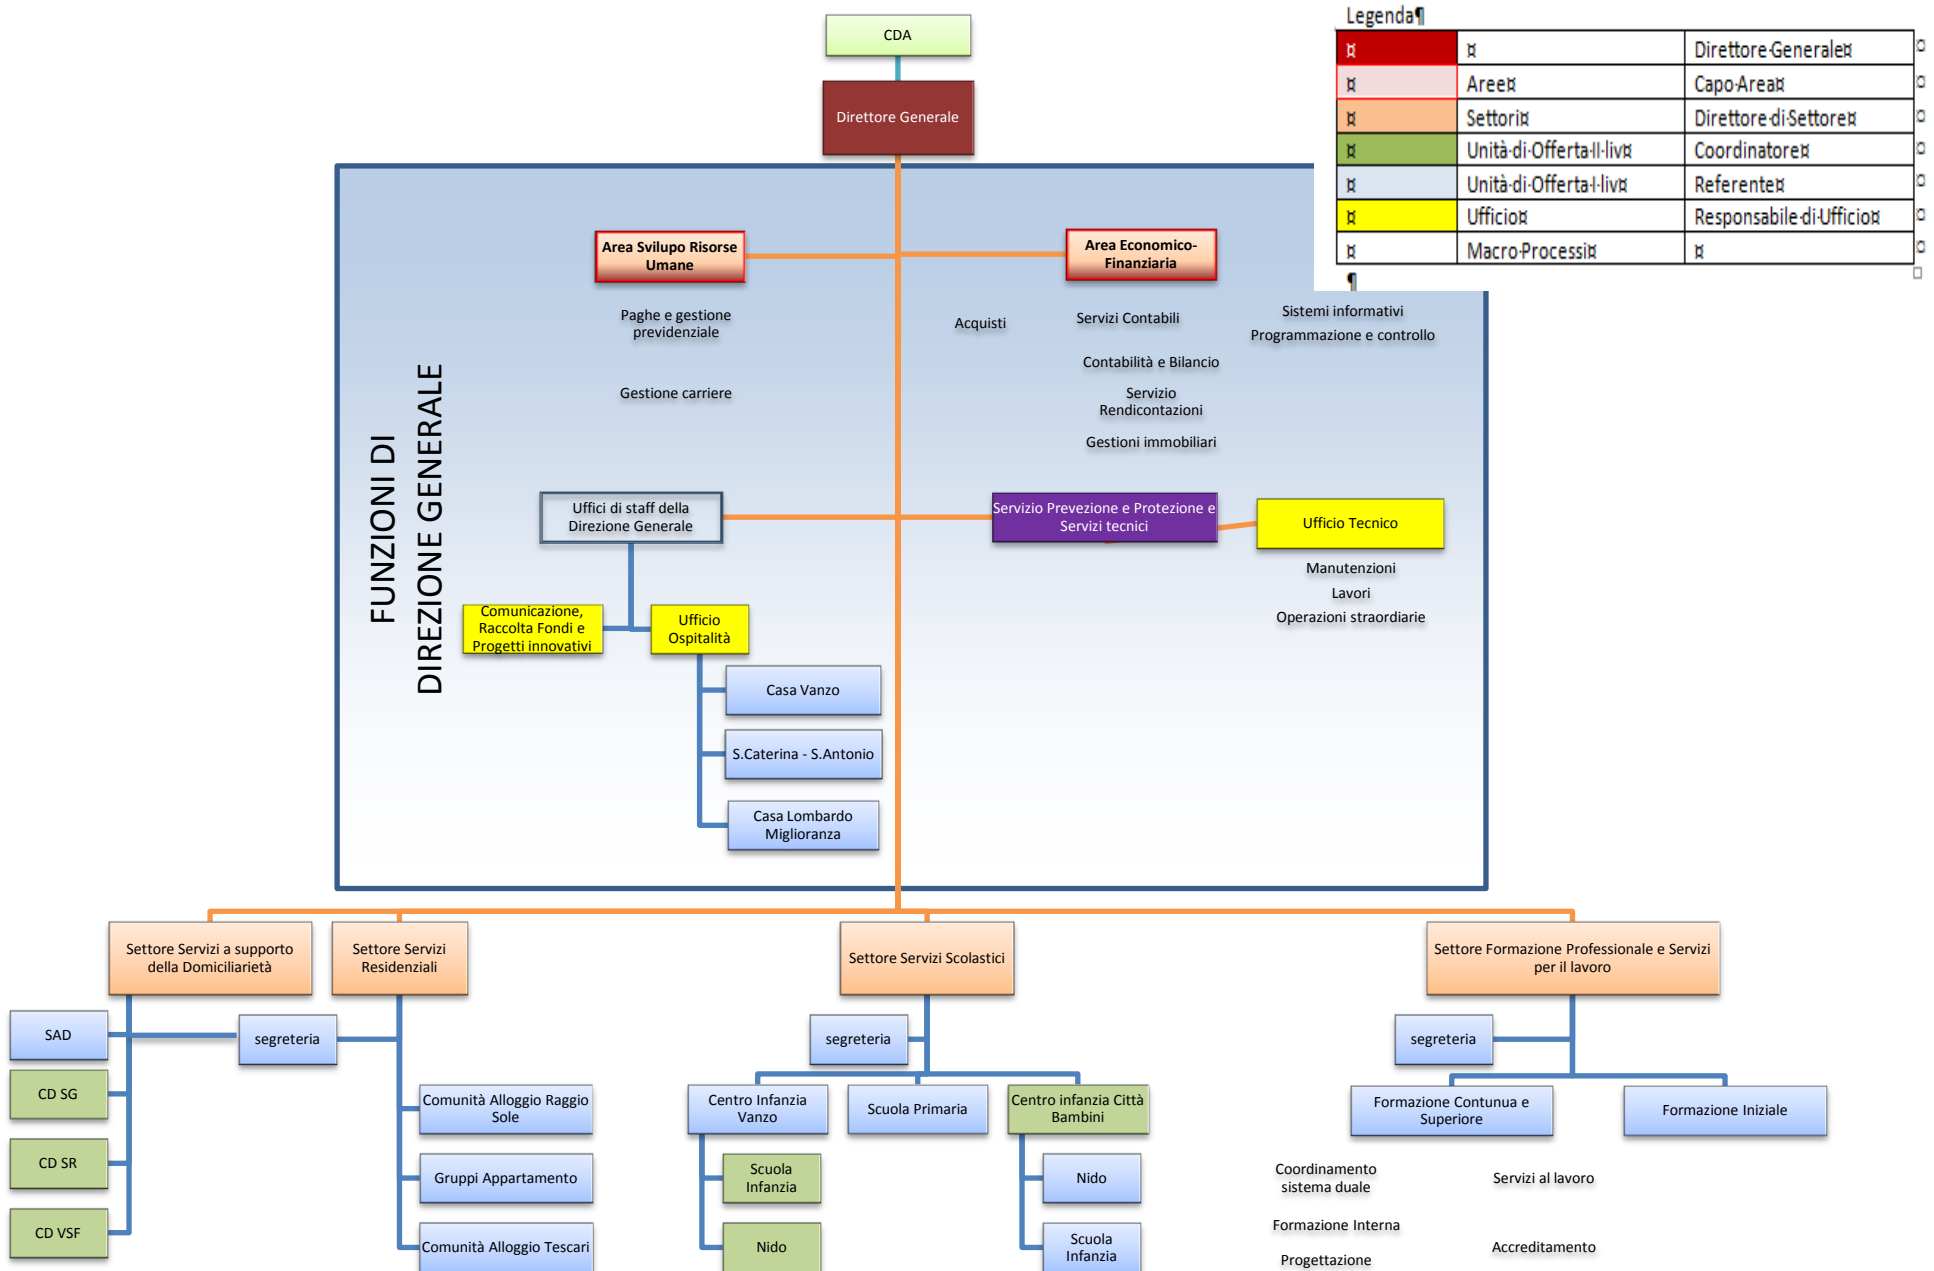 CDA
Direttore Generale
Legenda¶
¤ ¤ Direttore·Generale¤ ¤
¤ Aree¤ Capo·Area¤ ¤
¤ Settori¤ Direttore·di·Settore¤ ¤
¤ Unità·di·Offerta·II·liv¤ Coordinatore¤ ¤
¤ Unità·di·Offerta·I·liv¤ Referente¤ ¤
¤ Ufficio¤ Responsabile·di·Ufficio¤ ¤
¤ Macro·Processi¤ ¤ ¤
¶
FUNZIONI DI
DIREZIONE GENERALE
Area Svilupo Risorse
Umane
Area Economico-
Finanziaria
Paghe e gestione
previdenziale
Gestione carriere
Acquisti
Servizi Contabili
Contabilità e Bilancio
Servizio
Rendicontazioni
Gestioni immobiliari
Sistemi informativi
Programmazione e controllo
Uffici di staff della
Direzione Generale
Servizio Prevezione e Protezione e
Servizi tecnici
Ufficio Tecnico
Manutenzioni
Lavori
Operazioni straordiarie
Comunicazione,
Raccolta Fondi e
Progetti innovativi
Ufficio
Ospitalità
Casa Vanzo
S.Caterina - S.Antonio
Casa Lombardo
Miglioranza
Settore Servizi a supporto
della Domiciliarietà
Settore Servizi
Residenziali
Settore Servizi Scolastici
Settore Formazione Professionale e Servizi
per il lavoro
SAD
segreteria
CD SG
CD SR
CD VSF
Comunità Alloggio Raggio
Sole
Gruppi Appartamento
Comunità Alloggio Tescari
segreteria
Centro Infanzia
Vanzo
Scuola Primaria
Centro infanzia Città
Bambini
Scuola
Infanzia
Nido
Nido
Scuola
Infanzia
segreteria
Formazione Contunua e
Superiore
Formazione Iniziale
Coordinamento
sistema duale
Formazione Interna
Progettazione
Servizi al lavoro
Accreditamento